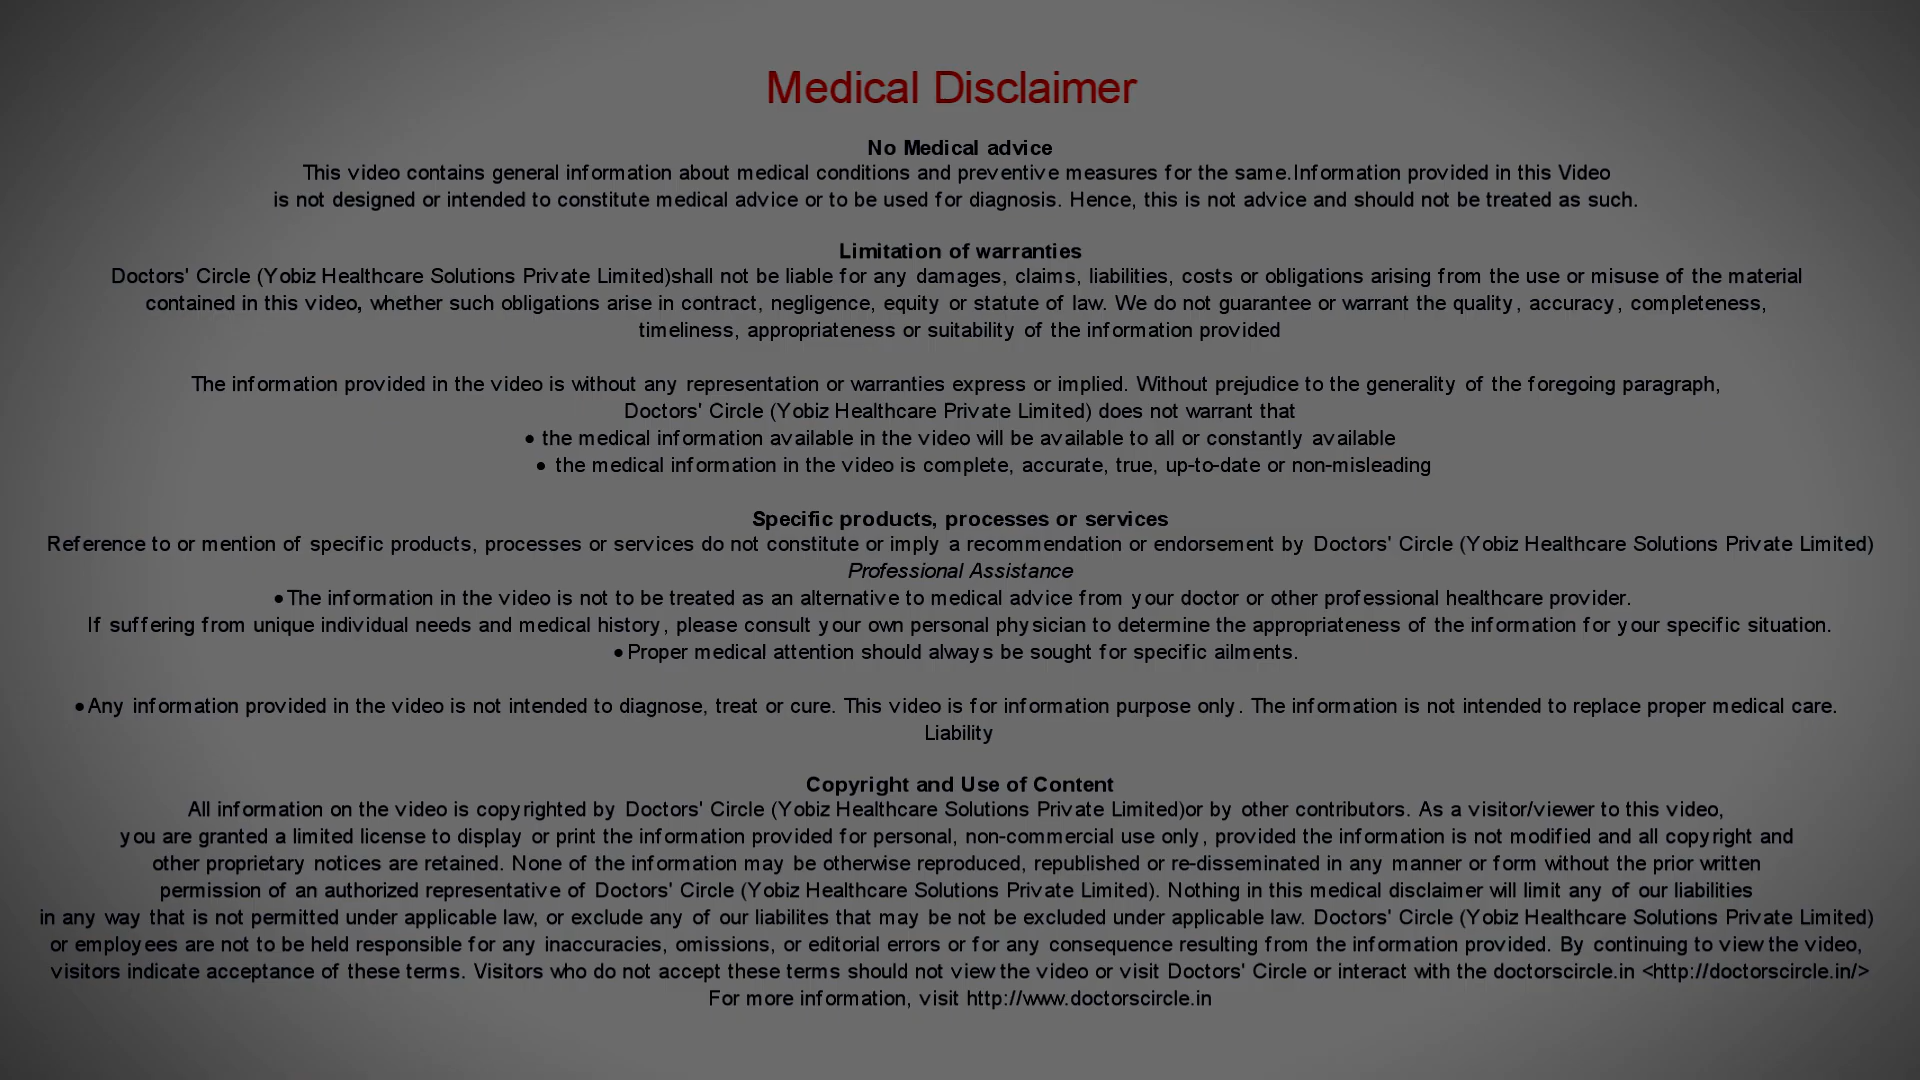 Medical Disclaimer
No Medical advice
This video contains general information about medical conditions and preventive measures for the same.Information provided in this Video
is not designed or intended to constitute medical advice or to be used for diagnosis. Hence, this is not advice and should not be treated as such.
Limitation of warranties
Doctors' Circle (Yobiz Healthcare Solutions Private Limited)shall not be liable for any damages, claims, liabilities, costs or obligations arising from the use or misuse of the material
contained in this video, whether such obligations arise in contract, negligence, equity or statute of law. We do not guarantee or warrant the quality, accuracy, completeness,
timeliness, appropriateness or suitability of the information provided
The information provided in the video is without any representation or warranties express or implied. Without prejudice to the generality of the foregoing paragraph,
Doctors' Circle (Yobiz Healthcare Private Limited) does not warrant that
• the medical information available in the video will be available to all or constantly available
• the medical information in the video is complete, accurate, true, up-to-date or non-misleading
Specific products, processes or services
Reference to or mention of specific products, processes or services do not constitute or imply a recommendation or endorsement by Doctors' Circle (Yobiz Healthcare Solutions Private Limited)
Professional Assistance
•The information in the video is not to be treated as an alternative to medical advice from your doctor or other professional healthcare provider.
If suffering from unique individual needs and medical history, please consult your own personal physician to determine the appropriateness of the information for your specific situation.
•Proper medical attention should always be sought for specific ailments.
•Any information provided in the video is not intended to diagnose, treat or cure. This video is for information purpose only. The information is not intended to replace proper medical care.
Liability
Copyright and Use of Content
All information on the video is copyrighted by Doctors' Circle (Yobiz Healthcare Solutions Private Limited)or by other contributors. As a visitor/viewer to this video,
you are granted a limited license to display or print the information provided for personal, non-commercial use only, provided the information is not modified and all copyright and
other proprietary notices are retained. None of the information may be otherwise reproduced, republished or re-disseminated in any manner or form without the prior written
permission of an authorized representative of Doctors' Circle (Yobiz Healthcare Solutions Private Limited). Nothing in this medical disclaimer will limit any of our liabilities
in any way that is not permitted under applicable law, or exclude any of our liabilites that may be not be excluded under applicable law. Doctors' Circle (Yobiz Healthcare Solutions Private Limited)
or employees are not to be held responsible for any inaccuracies, omissions, or editorial errors or for any consequence resulting from the information provided. By continuing to view the video,
visitors indicate acceptance of these terms. Visitors who do not accept these terms should not view the video or visit Doctors' Circle or interact with the doctorscircle.in <http://doctorscircle.in/>
For more information, visit http://www.doctorscircle.in